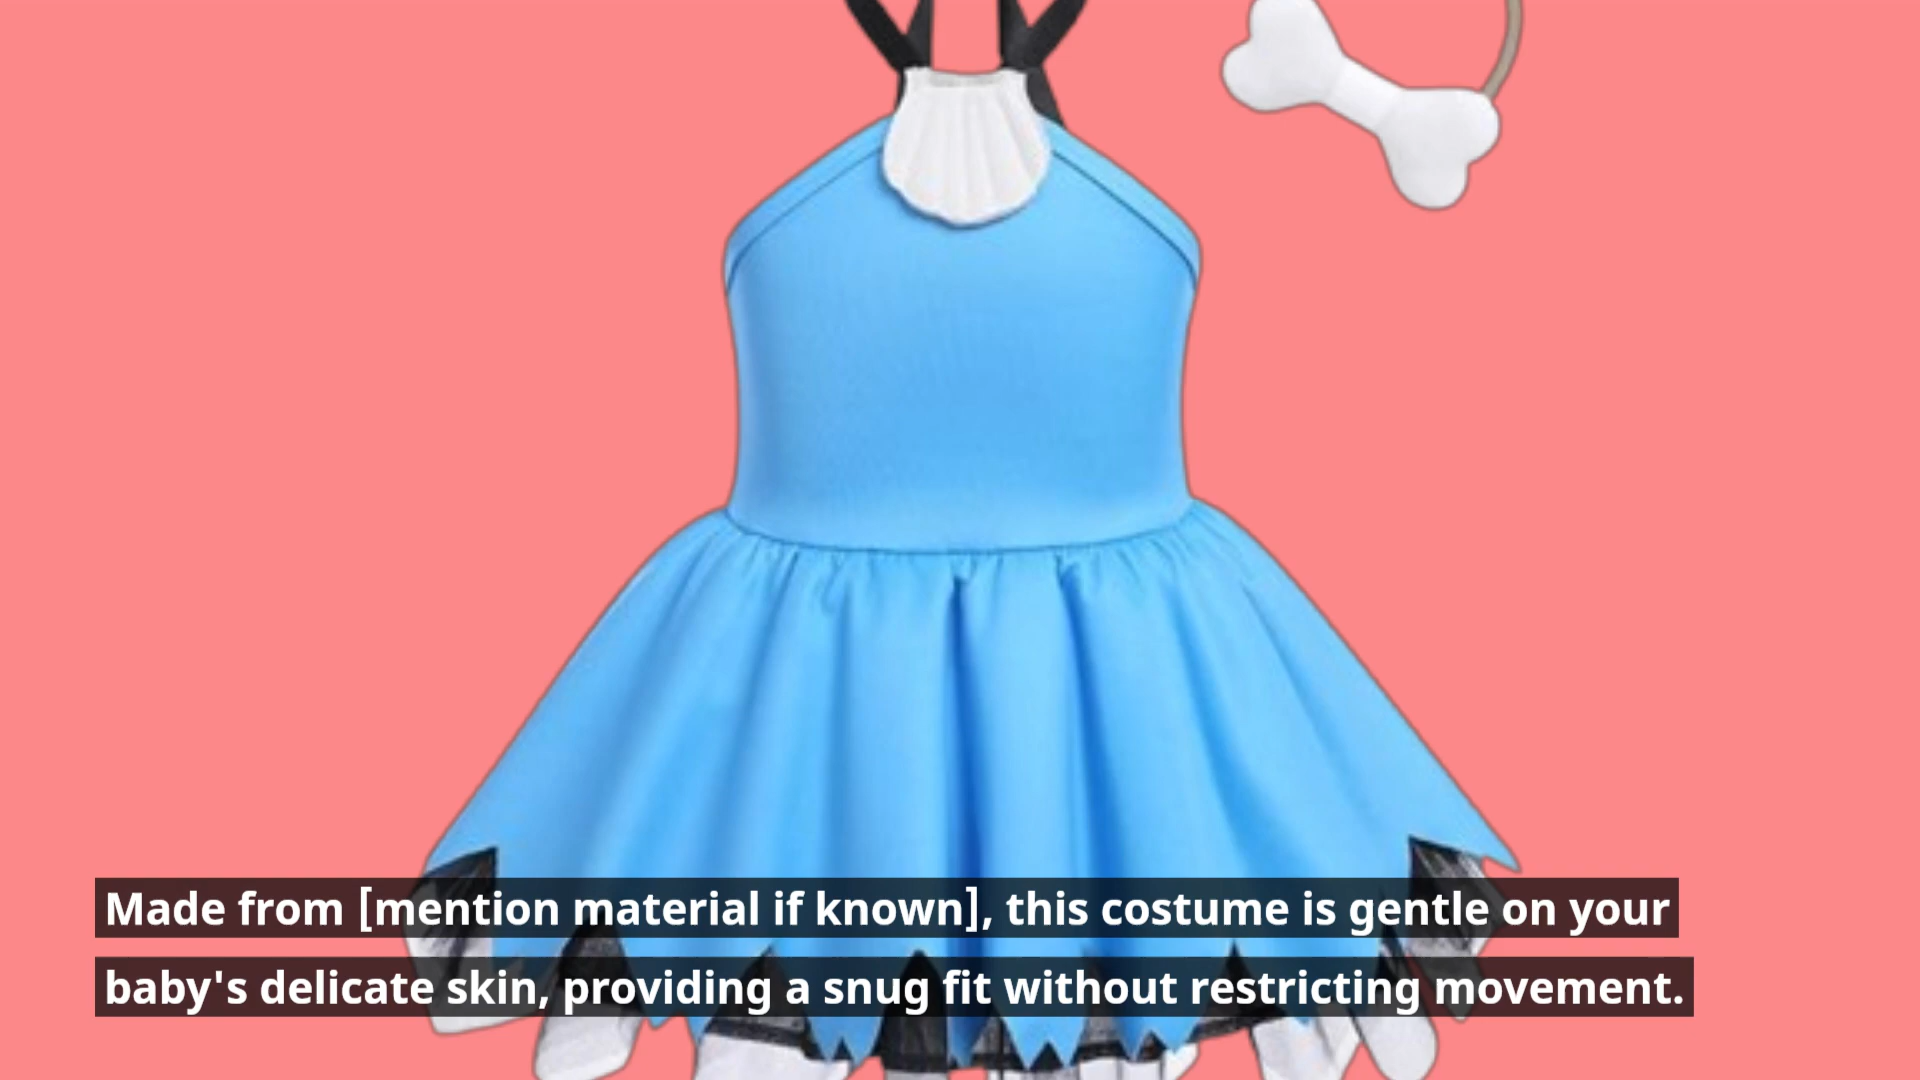 Made from [mention material if known], this costume is gentle on your
baby's delicate skin, providing a snug fit without restricting movement.